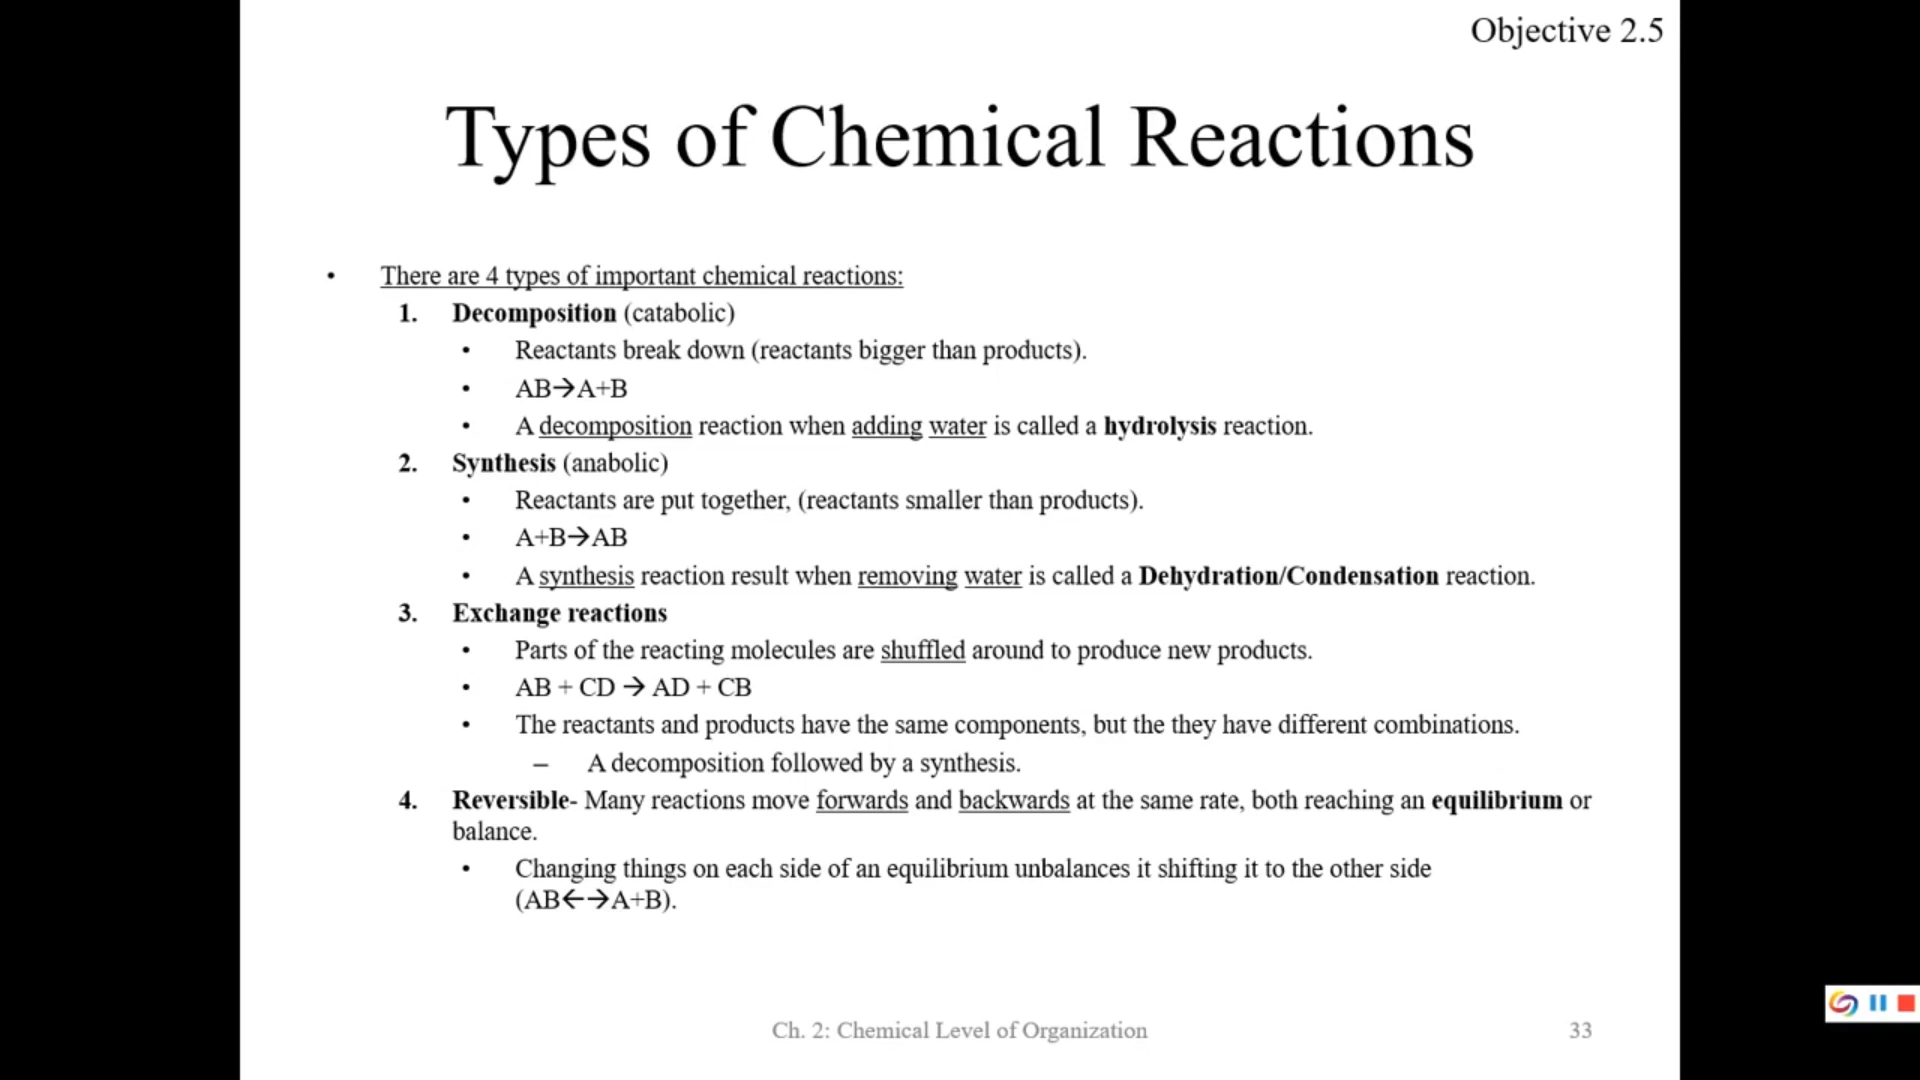 Objective 2.5
Types of Chemical Reactions
• There are 4 types of important chemical reactions:
1. Decomposition (catabolic)
• Reactants break down (reactants bigger than products).
• AB→A+B
• A decomposition reaction when adding water is called a hydrolysis reaction.
2. Synthesis (anabolic)
• Reactants are put together, (reactants smaller than products).
• A+B→AB
• A synthesis reaction result when removing water is called a Dehydration/Condensation reaction.
3. Exchange reactions
• Parts of the reacting molecules are shuffled around to produce new products.
• AB + CD → AD + CB
• The reactants and products have the same components, but the they have different combinations.
– A decomposition followed by a synthesis.
4. Reversible- Many reactions move forwards and backwards at the same rate, both reaching an equilibrium or
balance.
• Changing things on each side of an equilibrium unbalances it shifting it to the other side
(AB←→A+B).
Ch. 2: Chemical Level of Organization
33